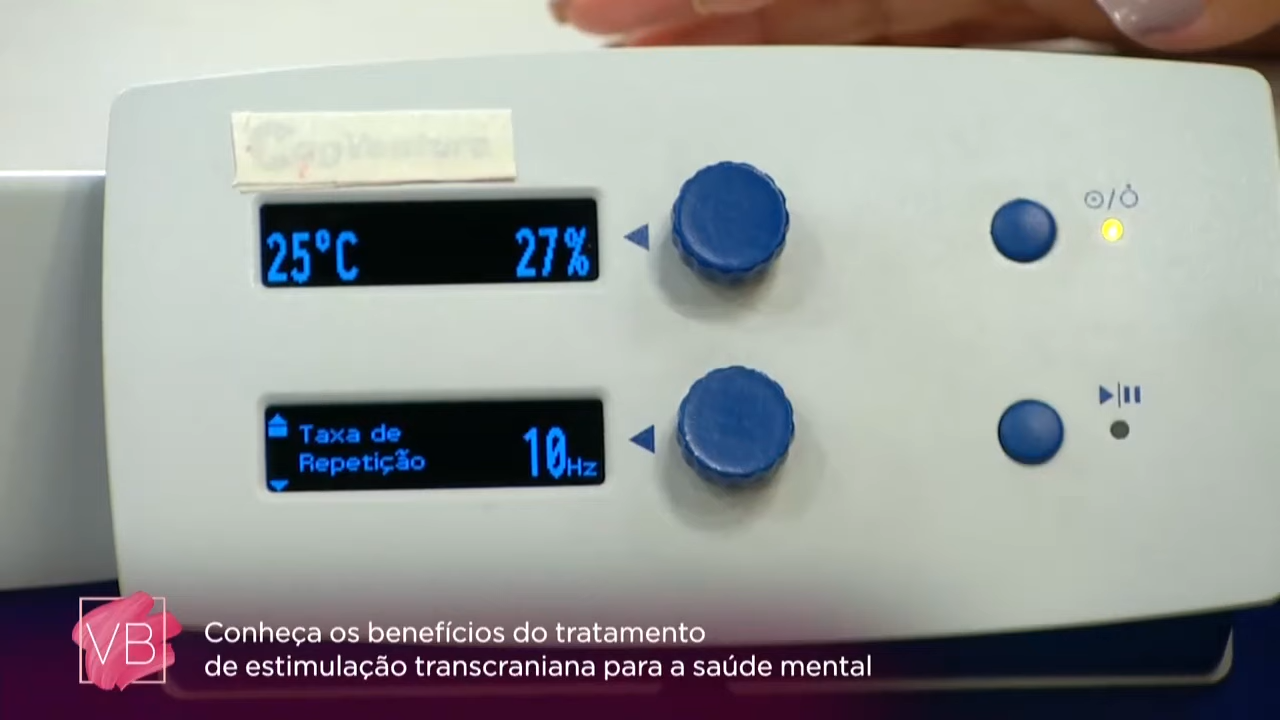 25°C 27%
Taxa de
Repetição 10Hz
VB
Conheça os benefícios do tratamento
de estimulação transcraniana para a saúde mental